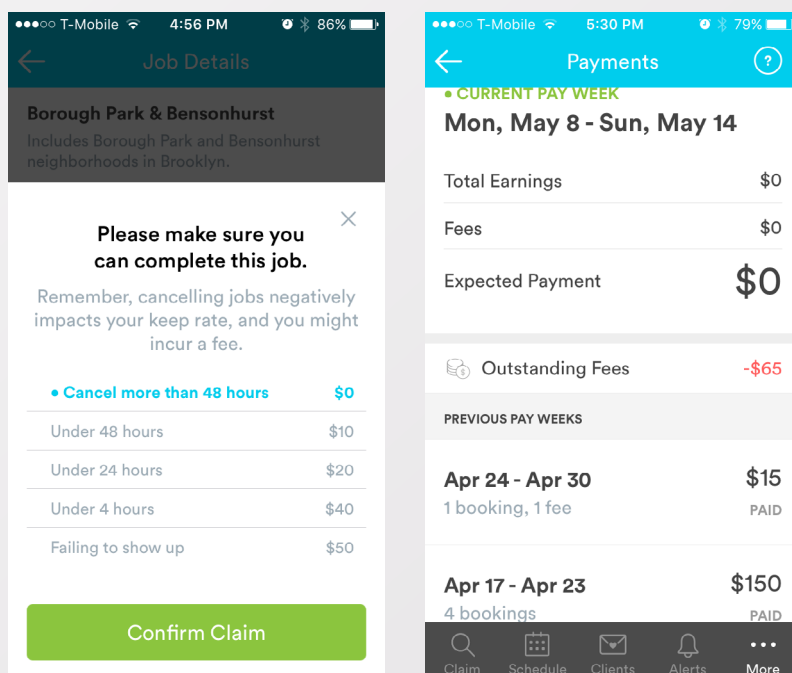 T-Mobile 4:56 PM 86%
Job Details
Borough Park & Bensonhurst
Includes Borough Park and Bensonhurst
neighborhoods in Brooklyn.
Please make sure you
can complete this job.
Remember, cancelling jobs negatively
impacts your keep rate, and you might
incur a fee.
• Cancel more than 48 hours $0
Under 48 hours $10
Under 24 hours $20
Under 4 hours $40
Failing to show up $50
Confirm Claim
T-Mobile 5:30 PM 79%
Payments ?
• CURRENT PAY WEEK
Mon, May 8 - Sun, May 14
Total Earnings $0
Fees $0
Expected Payment $0
Outstanding Fees -$65
PREVIOUS PAY WEEKS
Apr 24 - Apr 30 $15
1 booking, 1 fee PAID
Apr 17 - Apr 23 $150
4 bookings PAID
Claim Schedule Clients Alerts More